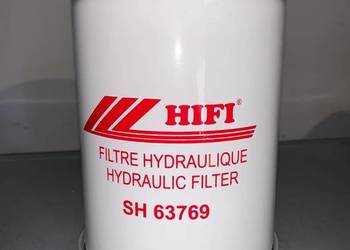 HIFI®
FILTRE HYDRAULIQUE
HYDRAULIC FILTER
SH 63769